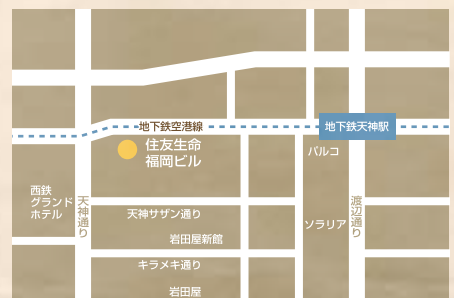 地下鉄空港線
地下鉄天神駅
住友生命
福岡ビル
パルコ
西鉄
グランド
ホテル
天神通り
天神サザン通り
渡辺通り
ソラリア
岩田屋新館
キラメキ通り
岩田屋